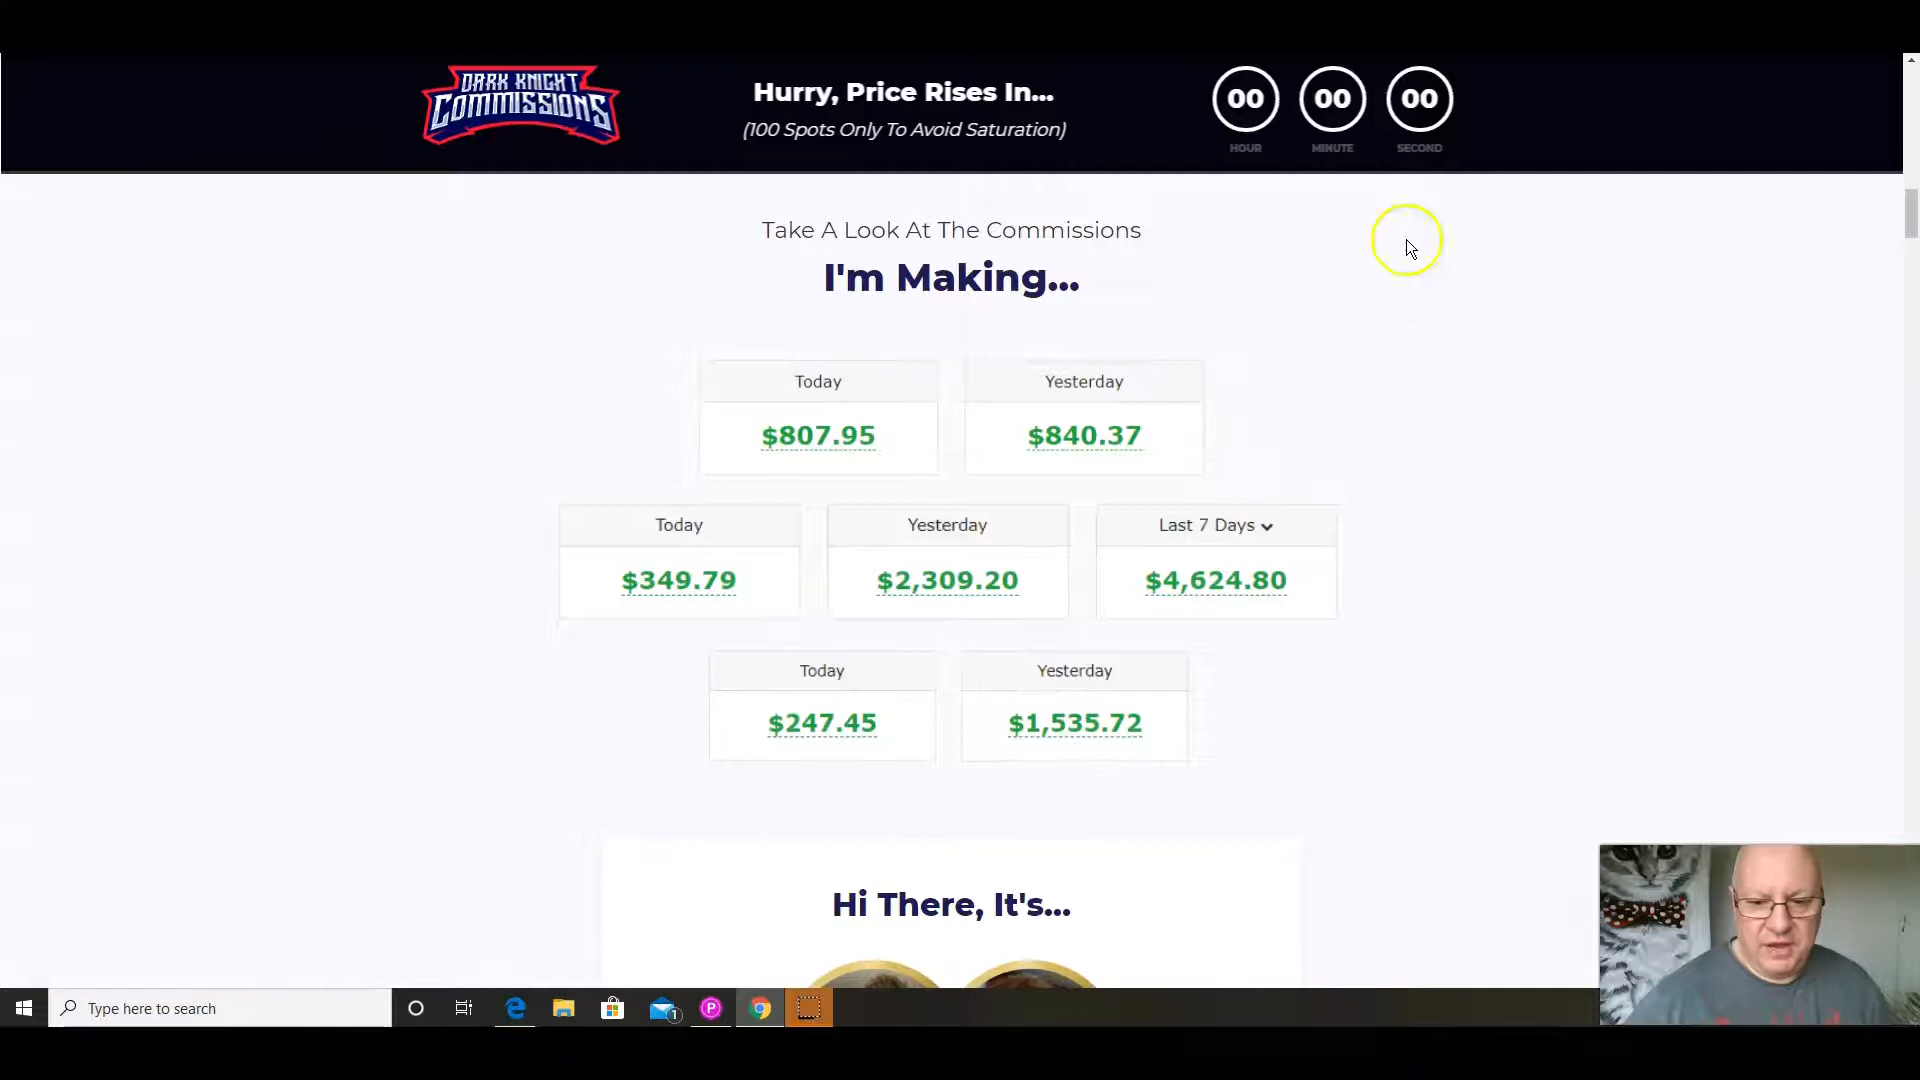 DARK KNIGHT
COMMISSIONS
Hurry, Price Rises In...
(100 Spots Only To Avoid Saturation)
00 00 00
HOUR MINUTE SECOND
Take A Look At The Commissions
I'm Making...
Today Yesterday
$807.95 $840.37
Today Yesterday Last 7 Days
$349.79 $2,309.20 $4,624.80
Today Yesterday
$247.45 $1,535.72
Hi There, It's...
Type here to search
1
P